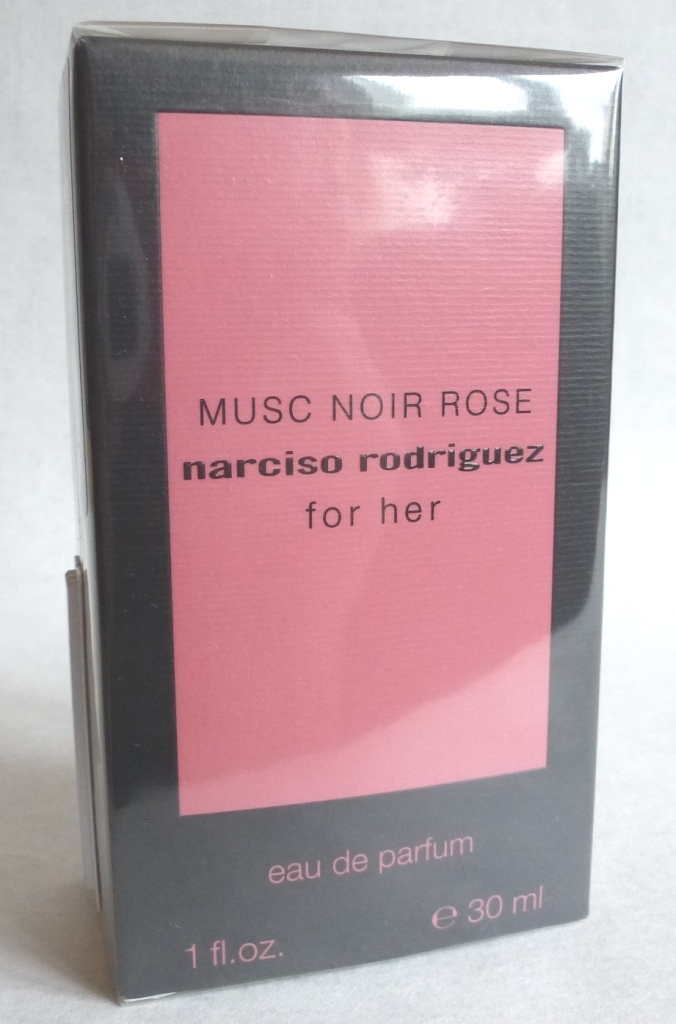 MUSC NOIR ROSE
narciso rodriguez
for her
eau de parfum
1 fl.oz. ℮ 30 ml